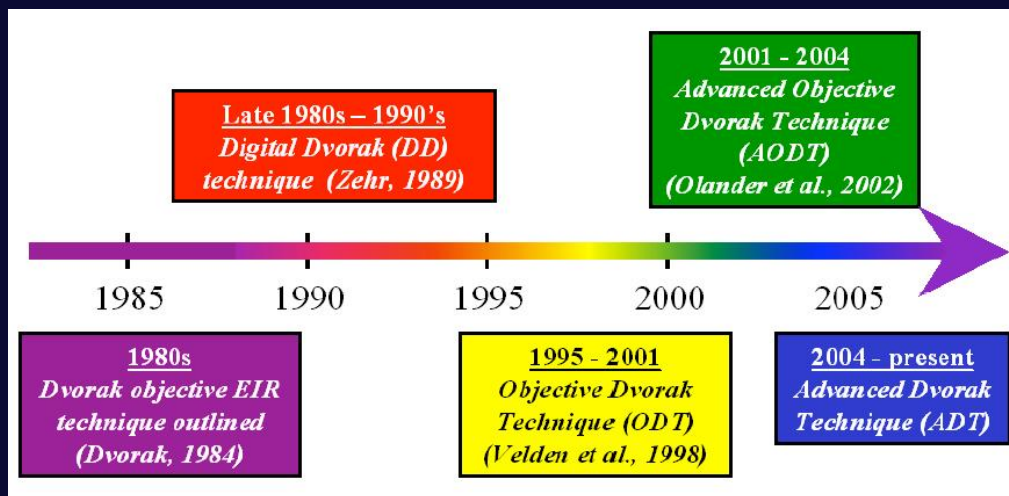 Late 1980s – 1990's
Digital Dvorak (DD)
technique (Zehr, 1989)
2001 - 2004
Advanced Objective
Dvorak Technique
(AODT)
(Olander et al., 2002)
1985
1990
1995
2000
2005
1980s
Dvorak objective EIR
technique outlined
(Dvorak, 1984)
1995 - 2001
Objective Dvorak
Technique (ODT)
(Velden et al., 1998)
2004 - present
Advanced Dvorak
Technique (ADT)